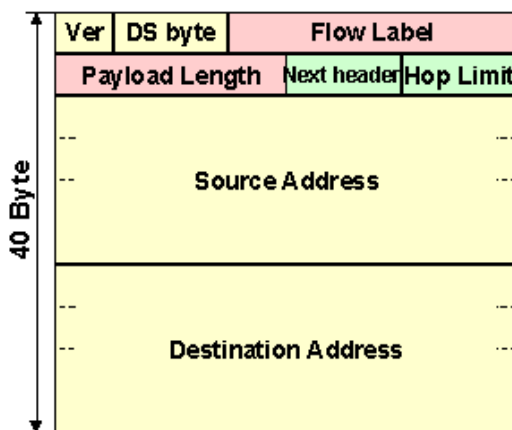 Ver DS byte Flow Label
Payload Length Next header Hop Limit
Source Address
40 Byte
Destination Address